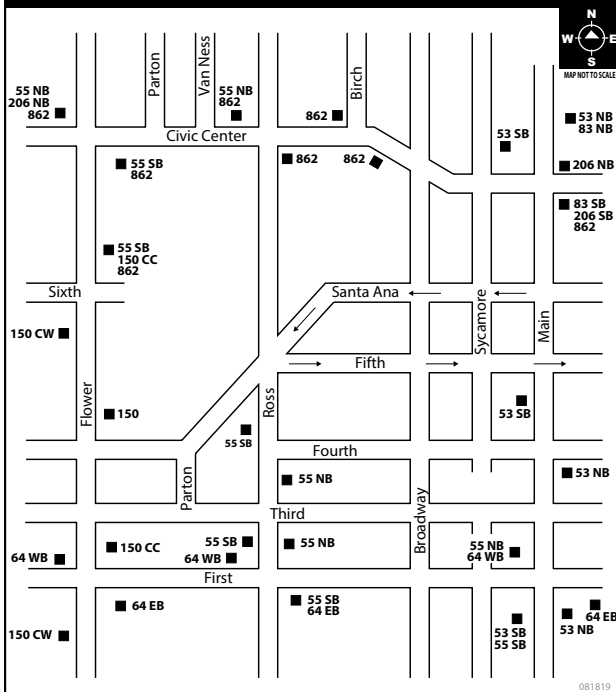 N
W E
S
MAP NOT TO SCALE
Parton
Van Ness
Birch
55 NB
206 NB
862
55 NB
862
862
53 SB
53 NB
83 NB
Civic Center
55 SB
862
862
862
206 NB
83 SB
206 SB
862
55 SB
150 CC
862
Sixth
Santa Ana
Sycamore
Main
150 CW
Fifth
Flower
Ross
150
53 SB
55 SB
Fourth
Parton
55 NB
53 NB
Third
Broadway
64 WB
150 CC
55 SB
64 WB
55 NB
55 NB
64 WB
First
64 EB
55 SB
64 EB
64 EB
53 NB
150 CW
53 SB
55 SB
081819